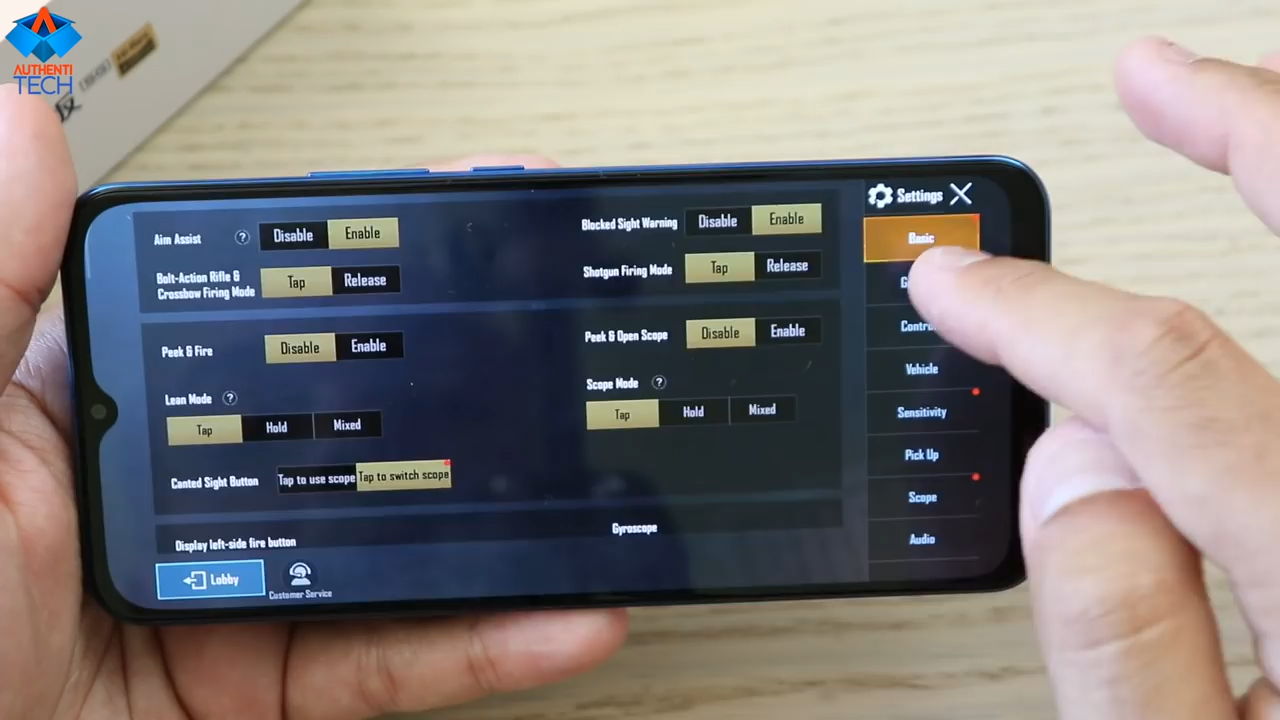 AUTHENTI
TECH
Settings
Aim Assist
?
Disable
Enable
Blocked Sight Warning
Disable
Enable
Basic
Bolt-Action Rifle &
Crossbow Firing Mode
Tap
Release
Shotgun Firing Mode
Tap
Release
Peek & Fire
Disable
Enable
Peek & Open Scope
Disable
Enable
Vehicle
Lean Mode
?
Scope Mode
?
Tap
Hold
Mixed
Tap
Hold
Mixed
Sensitivity
Canted Sight Button
Tap to use scope
Tap to switch scope
Pick Up
Scope
Display left-side fire button
Gyroscope
Audio
Lobby
Customer Service